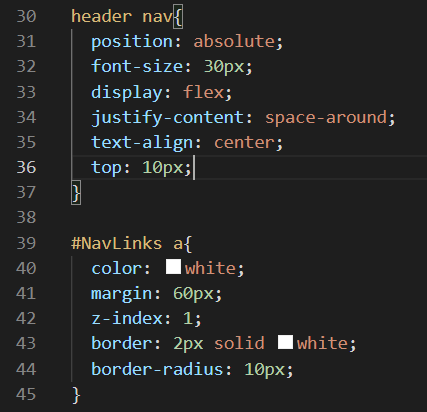 30 header nav{
31 position: absolute;
32 font-size: 30px;
33 display: flex;
34 justify-content: space-around;
35 text-align: center;
36 top: 10px;
37 }
38
39 #NavLinks a{
40 color: white;
41 margin: 60px;
42 z-index: 1;
43 border: 2px solid white;
44 border-radius: 10px;
45 }